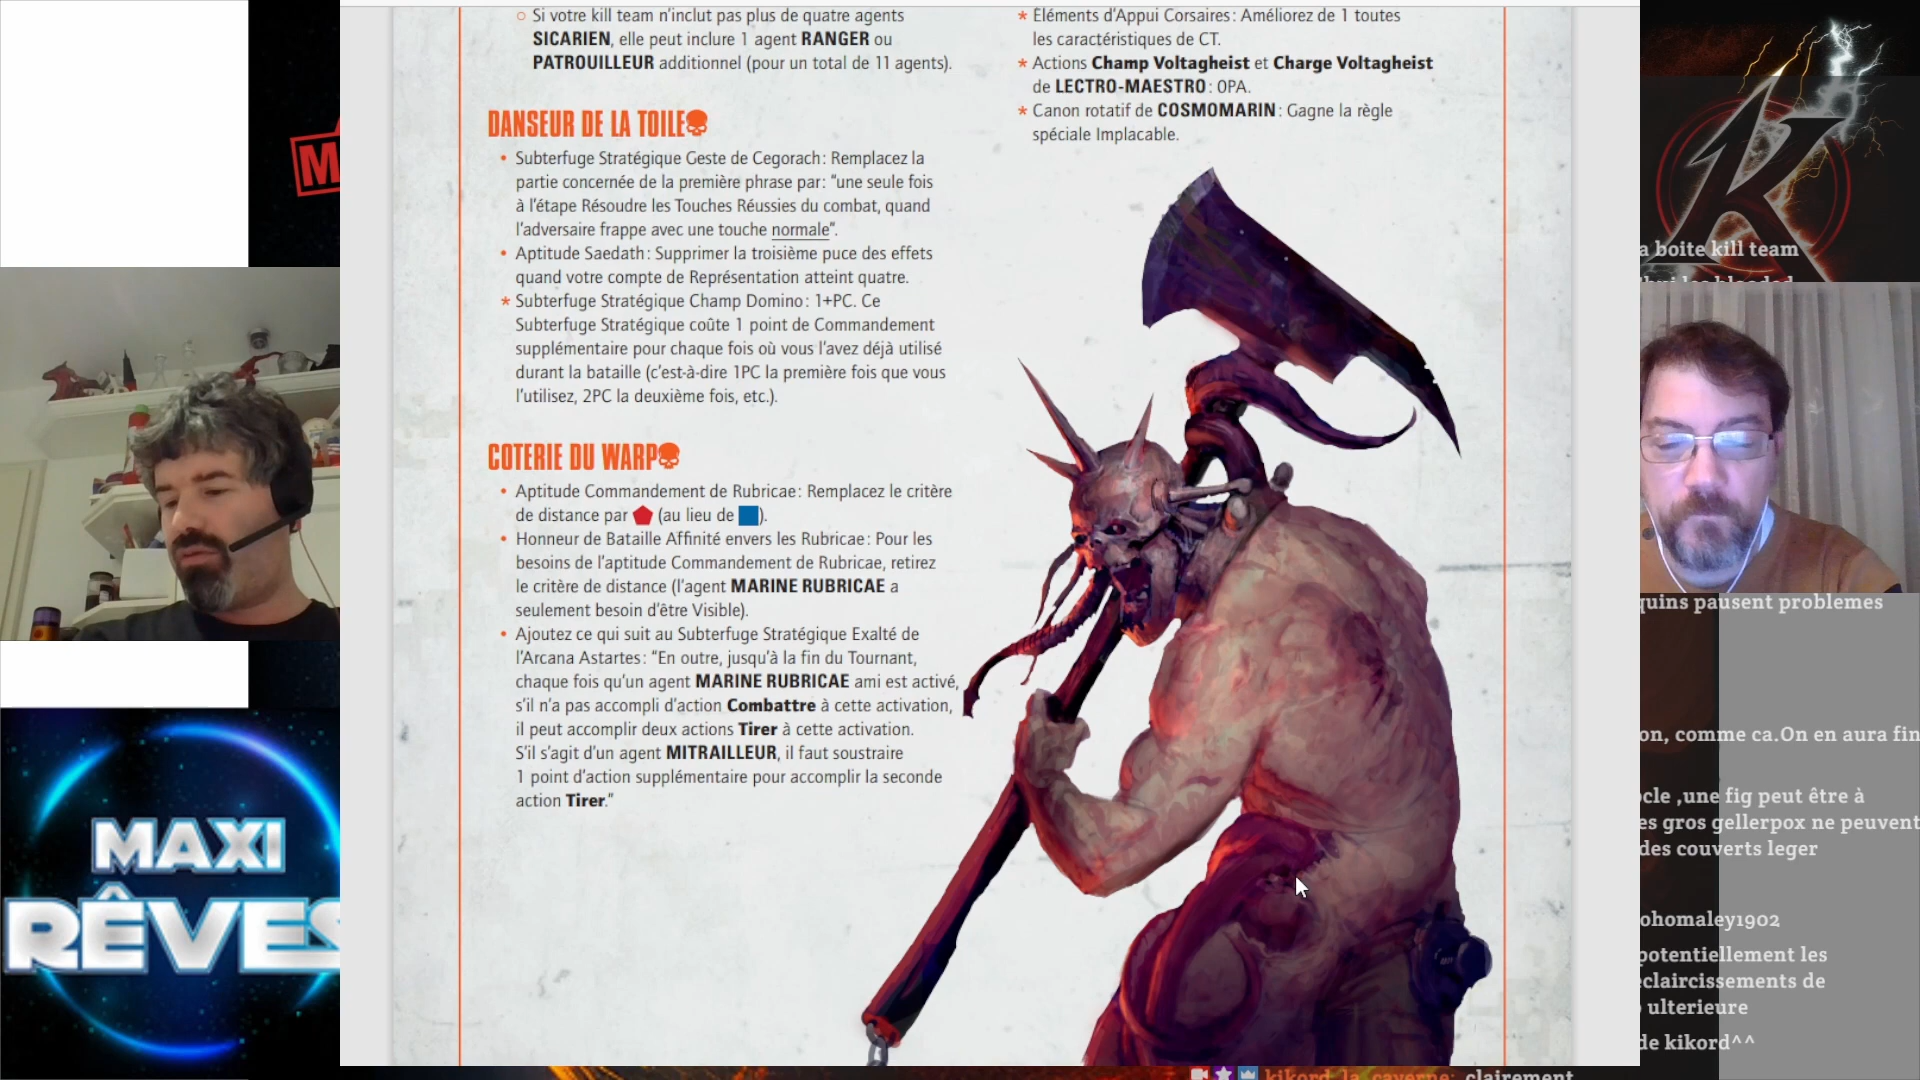 Si votre kill team n'inclut pas plus de quatre agents
SICARIEN, elle peut inclure 1 agent RANGER ou
PATROUILLEUR additionnel (pour un total de 11 agents).
DANSEUR DE LA TOILE
• Subterfuge Stratégique Geste de Cegorach : Remplacez la
partie concernée de la première phrase par : “une seule fois
à l'étape Résoudre les Touches Réussies du combat, quand
l'adversaire frappe avec une touche normale”.
• Aptitude Saedath : Supprimer la troisième puce des effets
quand votre compte de Représentation atteint quatre.
* Subterfuge Stratégique Champ Domino : 1+PC. Ce
Subterfuge Stratégique coûte 1 point de Commandement
supplémentaire pour chaque fois où vous l'avez déjà utilisé
durant la bataille (c'est-à-dire 1PC la première fois que vous
l'utilisez, 2PC la deuxième fois, etc.).
COTERIE DU WARP
• Aptitude Commandement de Rubricae : Remplacez le critère
de distance par (au lieu de ).
• Honneur de Bataille Affinité envers les Rubricae : Pour les
besoins de l'aptitude Commandement de Rubricae, retirez
le critère de distance (l'agent MARINE RUBRICAE a
seulement besoin d'être Visible).
• Ajoutez ce qui suit au Subterfuge Stratégique Exalté de
l'Arcana Astartes : “En outre, jusqu'à la fin du Tournant,
chaque fois qu'un agent MARINE RUBRICAE ami est activé,
s'il n'a pas accompli d'action Combattre à cette activation,
il peut accomplir deux actions Tirer à cette activation.
S'il s'agit d'un agent MITRAILLEUR, il faut soustraire
1 point d'action supplémentaire pour accomplir la seconde
action Tirer.”
* Éléments d'Appui Corsaires : Améliorez de 1 toutes
les caractéristiques de CT.
* Actions Champ Voltagheist et Charge Voltagheist
de LECTRO-MAESTRO : 0PA.
* Canon rotatif de COSMOMARIN : Gagne la règle
spéciale Implacable.
M
MAXI
RÊVES
K
a boite kill team
quins pausent problemes
on, comme ca.On en aura fin
cle ,une fig peut être à
es gros gellerpox ne peuvent
des couverts leger
ohomaley1902
potentiellement les
eclaircissements de
ulterieure
de kikord^^
kikord_la_caverne: clairement